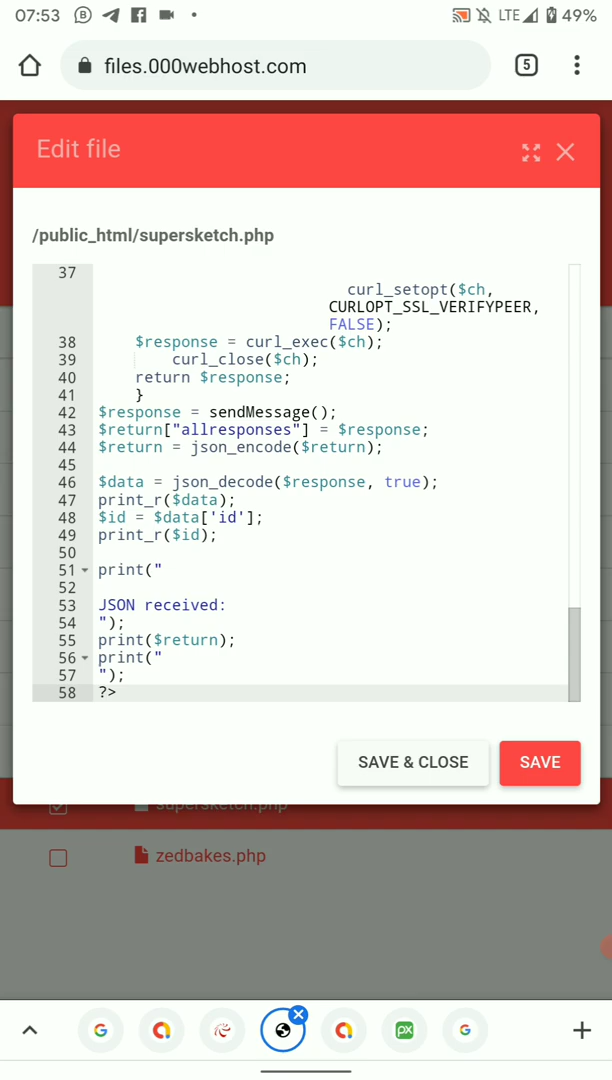 07:53 LTE 49%
files.000webhost.com 5
Edit file
/public_html/supersketch.php
37
curl_setopt($ch,
CURLOPT_SSL_VERIFYPEER,
FALSE);
38 $response = curl_exec($ch);
39 curl_close($ch);
40 return $response;
41 }
42 $response = sendMessage();
43 $return["allresponses"] = $response;
44 $return = json_encode($return);
45
46 $data = json_decode($response, true);
47 print_r($data);
48 $id = $data['id'];
49 print_r($id);
50
51 print("
52
53 JSON received:
54 ");
55 print($return);
56 print("
57 ");
58 ?>
SAVE & CLOSE SAVE
supersketch.php
zedbakes.php
px